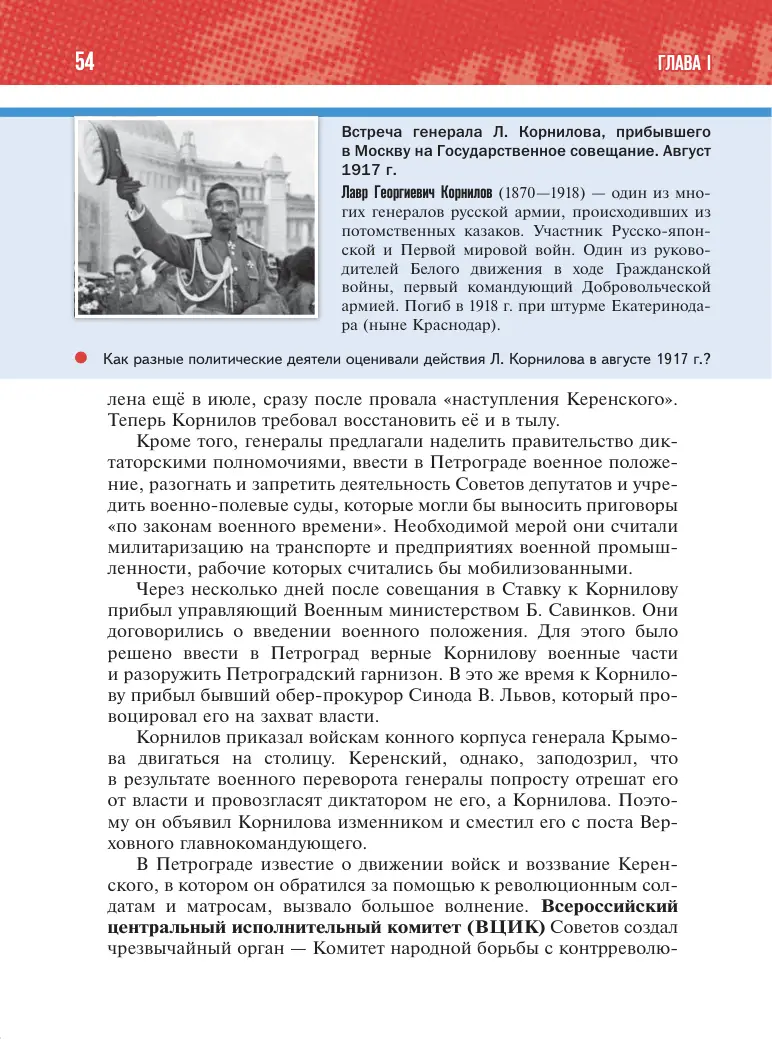 54
ГЛАВА I
Встреча генерала Л. Корнилова, прибывшего
в Москву на Государственное совещание. Август
1917 г.
Лавр Георгиевич Корнилов (1870—1918) — один из мно-
гих генералов русской армии, происходивших из
потомственных казаков. Участник Русско-япон-
ской и Первой мировой войн. Один из руково-
дителей Белого движения в ходе Гражданской
войны, первый командующий Добровольческой
армией. Погиб в 1918 г. при штурме Екатеринода-
ра (ныне Краснодар).
● Как разные политические деятели оценивали действия Л. Корнилова в августе 1917 г.?
лена ещё в июле, сразу после провала «наступления Керенского».
Теперь Корнилов требовал восстановить её и в тылу.
Кроме того, генералы предлагали наделить правительство дик-
таторскими полномочиями, ввести в Петрограде военное положе-
ние, разогнать и запретить деятельность Советов депутатов и учре-
дить военно-полевые суды, которые могли бы выносить приговоры
«по законам военного времени». Необходимой мерой они считали
милитаризацию на транспорте и предприятиях военной промыш-
ленности, рабочие которых считались бы мобилизованными.
Через несколько дней после совещания в Ставку к Корнилову
прибыл управляющий Военным министерством Б. Савинков. Они
договорились о введении военного положения. Для этого было
решено ввести в Петроград верные Корнилову военные части
и разоружить Петроградский гарнизон. В это же время к Корнило-
ву прибыл бывший обер-прокурор Синода В. Львов, который про-
воцировал его на захват власти.
Корнилов приказал войскам конного корпуса генерала Крымо-
ва двигаться на столицу. Керенский, однако, заподозрил, что
в результате военного переворота генералы попросту отрешат его
от власти и провозгласят диктатором не его, а Корнилова. Поэто-
му он объявил Корнилова изменником и сместил его с поста Вер-
ховного главнокомандующего.
В Петрограде известие о движении войск и воззвание Керен-
ского, в котором он обратился за помощью к революционным сол-
датам и матросам, вызвало большое волнение. Всероссийский
центральный исполнительный комитет (ВЦИК) Советов создал
чрезвычайный орган — Комитет народной борьбы с контрреволю-